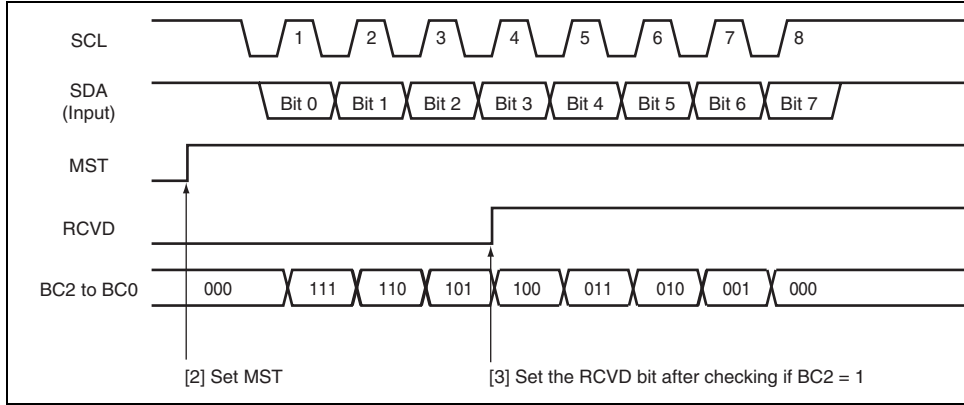 SCL 1 2 3 4 5 6 7 8
SDA
(Input) Bit 0 Bit 1 Bit 2 Bit 3 Bit 4 Bit 5 Bit 6 Bit 7
MST
RCVD
BC2 to BC0 000 111 110 101 100 011 010 001 000
[2] Set MST [3] Set the RCVD bit after checking if BC2 = 1